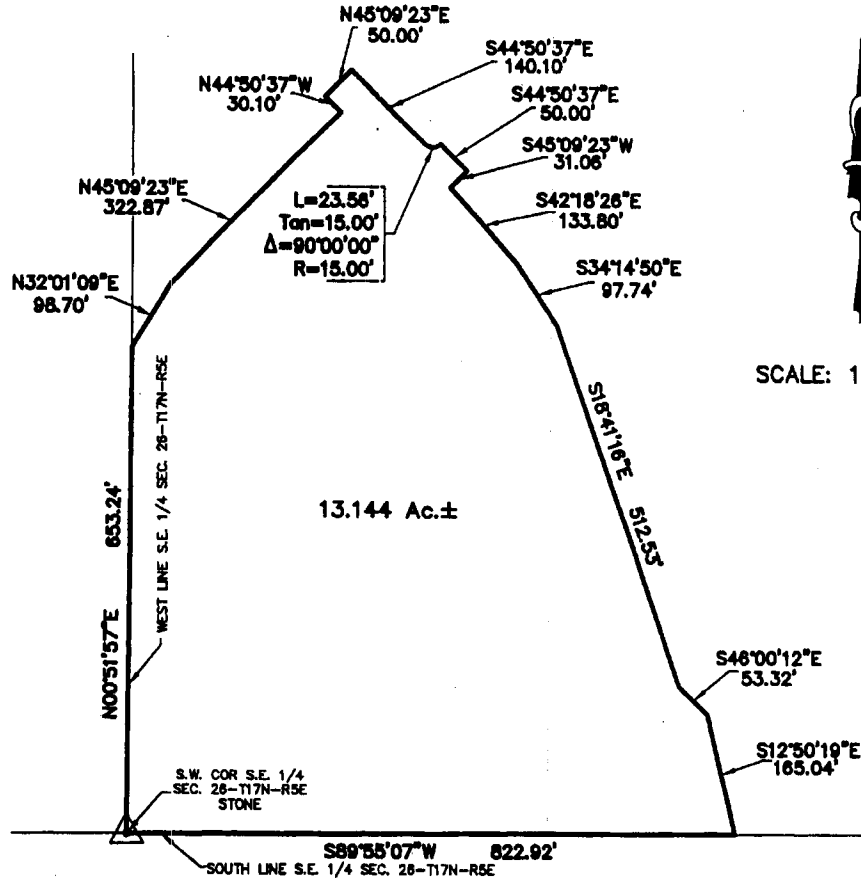 N45°09'23"E
50.00'
S44°50'37"E
140.10'
N44°50'37"W
30.10'
S44°50'37"E
50.00'
S45°09'23"W
31.06'
N45°09'23"E
322.87'
L=23.56'
Tan=15.00'
Δ=90°00'00"
R=15.00'
S42°18'26"E
133.80'
S34°14'50"E
97.74'
N32°01'09"E
98.70'
SCALE: 1
S18°41'16"E 512.53'
WEST LINE S.E. 1/4 SEC. 26-T17N-R5E
13.144 Ac.±
N00°51'57"E 653.24'
S46°00'12"E
53.32'
S12°50'19"E
165.04'
S.W. COR S.E. 1/4
SEC. 26-T17N-R5E
STONE
S89°55'07"W 822.92'
SOUTH LINE S.E. 1/4 SEC. 26-T17N-R5E